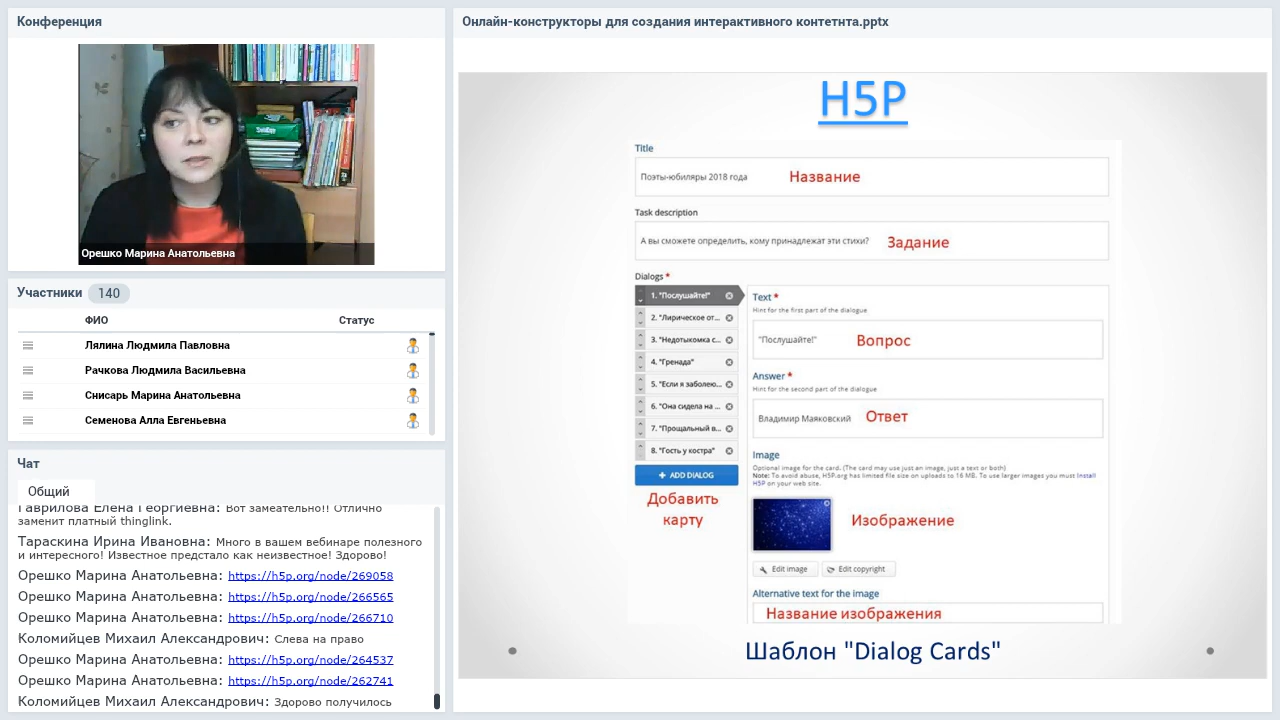 Конференция
Орешко Марина Анатольевна
Участники 140
ФИО Статус
Лялина Людмила Павловна
Рачкова Людмила Васильевна
Снисарь Марина Анатольевна
Семенова Алла Евгеньевна
Чат
Общий
Гаврилова Елена Георгиевна: Вот замеательно!! Отлично
заменит платный thinglink.
Тараскина Ирина Ивановна: Много в вашем вебинаре полезного
и интересного! Известное предстало как неизвестное! Здорово!
Орешко Марина Анатольевна: https://h5p.org/node/269058
Орешко Марина Анатольевна: https://h5p.org/node/266565
Орешко Марина Анатольевна: https://h5p.org/node/266710
Коломийцев Михаил Александрович: Слева на право
Орешко Марина Анатольевна: https://h5p.org/node/264537
Орешко Марина Анатольевна: https://h5p.org/node/262741
Коломийцев Михаил Александрович: Здорово получилось
Онлайн-конструкторы для создания интерактивного контетнта.pptx
H5P
Title
Поэты-юбиляры 2018 года Название
Task description
А вы сможете определить, кому принадлежат эти стихи? Задание
Dialogs *
1. "Послушайте!"
2. "Лирическое от...
3. "Недотыкомка с...
4. "Гренада"
5. "Если я заболею...
6. "Она сидела на ...
7. "Прощальный в...
8. "Гость у костра"
+ ADD DIALOG
Добавить
карту
Text *
Hint for the first part of the dialogue
"Послушайте!" Вопрос
Answer *
Hint for the second part of the dialogue
Владимир Маяковский Ответ
Image
Optional image for the card. (The card may use just an image, just a text or both)
Note: To avoid abuse, H5P.org has limited file size on uploads to 16 MB. To use larger images you must Install
H5P on your web site.
Изображение
Edit image Edit copyright
Alternative text for the image
Название изображения
Шаблон "Dialog Cards"